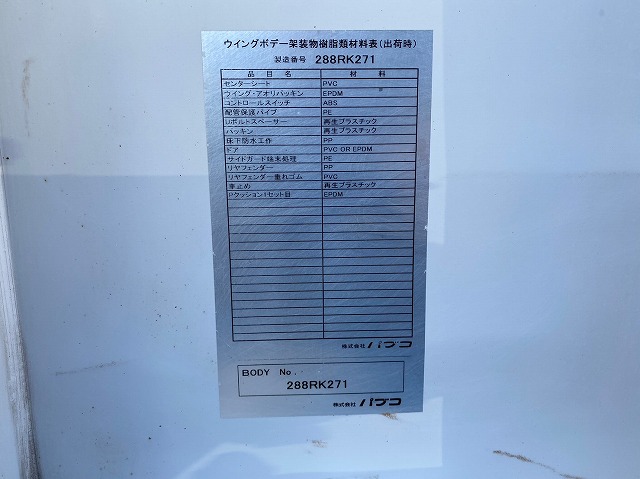 ウイングボデー架装物樹脂類材料表(出荷時)
製造番号 288RK271
品目名 材料
センターシート PVC
ウイング・アオリパッキン EPDM
コントロールスイッチ ABS
配管保護パイプ PE
Uボルトスペーサー 再生プラスチック
パッキン 再生プラスチック
床下防水工作 PP
ドア PVC OR EPDM
サイドガード端末処理 PE
リヤフェンダー PP
リヤフェンダー垂れゴム PVC
車止め 再生プラスチック
Pクッション1セット目 EPDM
株式会社 パブコ
BODY No.
288RK271
株式会社 パブコ